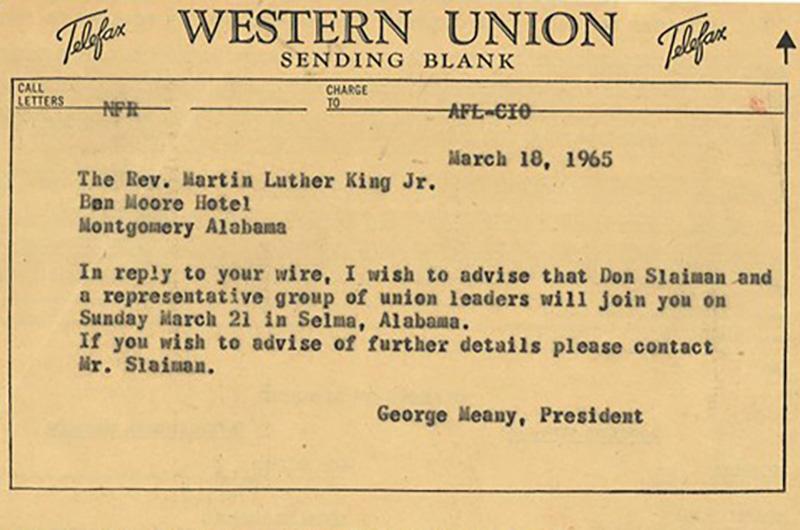 Telefax WESTERN UNION Telefax
SENDING BLANK
CALL LETTERS NFR CHARGE TO AFL-CIO
March 18, 1965
The Rev. Martin Luther King Jr.
Ben Moore Hotel
Montgomery Alabama
In reply to your wire, I wish to advise that Don Slaiman and
a representative group of union leaders will join you on
Sunday March 21 in Selma, Alabama.
If you wish to advise of further details please contact
Mr. Slaiman.
George Meany, President